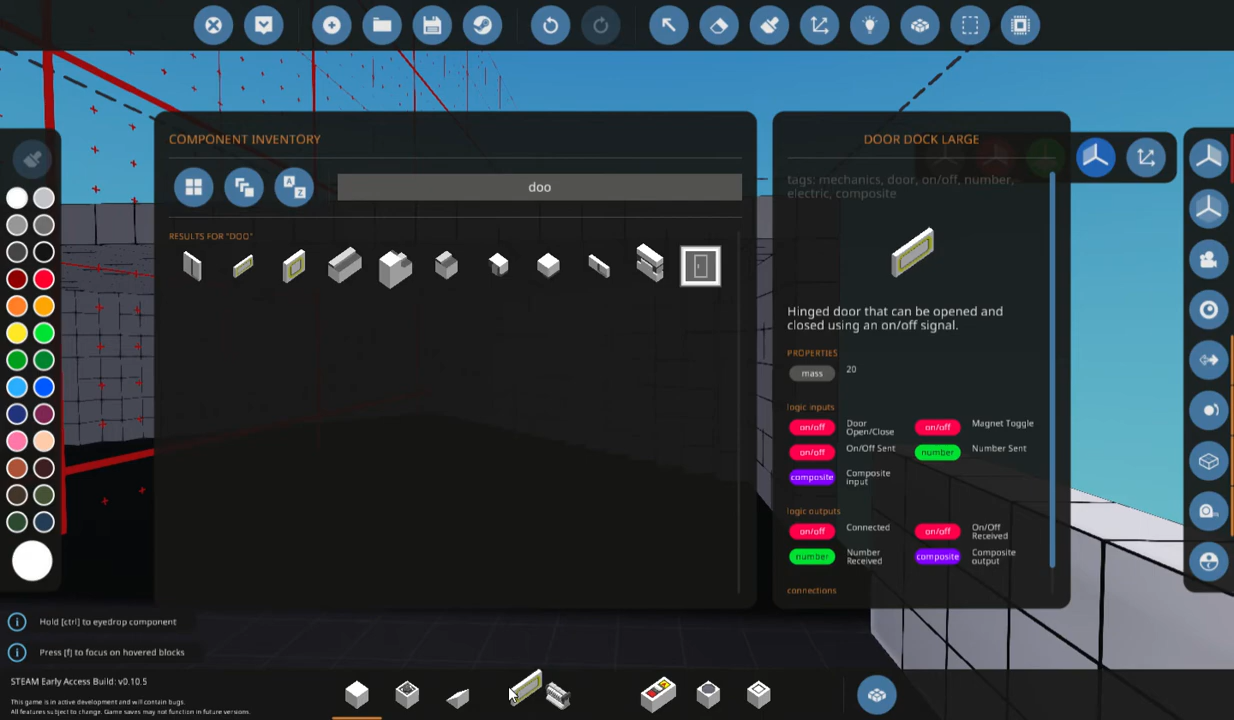 COMPONENT INVENTORY
doo
RESULTS FOR "DOO"
DOOR DOCK LARGE
tags: mechanics, door, on/off, number,
electric, composite
Hinged door that can be opened and
closed using an on/off signal.
PROPERTIES
mass 20
logic inputs
on/off Door Open/Close on/off Magnet Toggle
on/off On/Off Sent number Number Sent
composite Composite input
logic outputs
on/off Connected on/off On/Off Received
number Number Received composite Composite output
connections
Hold [ctrl] to eyedrop component
Press [f] to focus on hovered blocks
STEAM Early Access Build: v0.10.5
This game is in active development and will contain bugs.
All features subject to change. Game saves may not function in future versions.